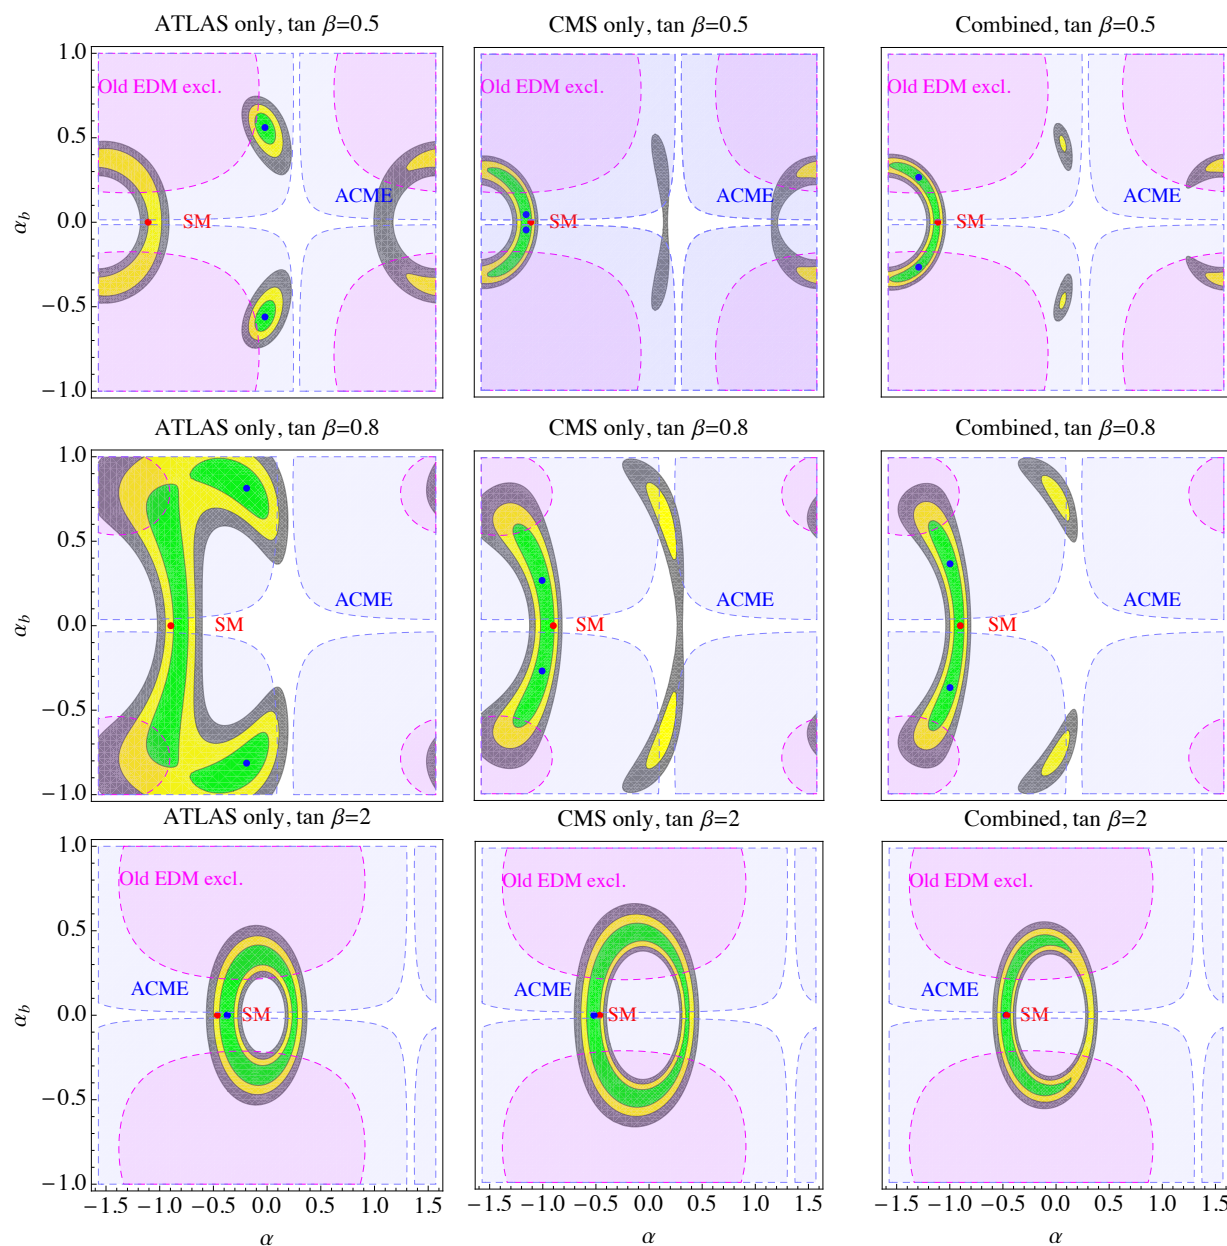 ATLAS only, tan β=0.5
CMS only, tan β=0.5
Combined, tan β=0.5
1.0
0.5
0.0
−0.5
−1.0
α_b
Old EDM excl.
ACME
SM
Old EDM excl.
ACME
SM
Old EDM excl.
ACME
SM
ATLAS only, tan β=0.8
CMS only, tan β=0.8
Combined, tan β=0.8
1.0
0.5
0.0
−0.5
−1.0
α_b
ACME
SM
ACME
SM
ACME
SM
ATLAS only, tan β=2
CMS only, tan β=2
Combined, tan β=2
1.0
0.5
0.0
−0.5
−1.0
α_b
Old EDM excl.
ACME
SM
Old EDM excl.
ACME
SM
Old EDM excl.
ACME
SM
−1.5 −1.0 −0.5 0.0 0.5 1.0 1.5
−1.5 −1.0 −0.5 0.0 0.5 1.0 1.5
−1.5 −1.0 −0.5 0.0 0.5 1.0 1.5
α
α
α